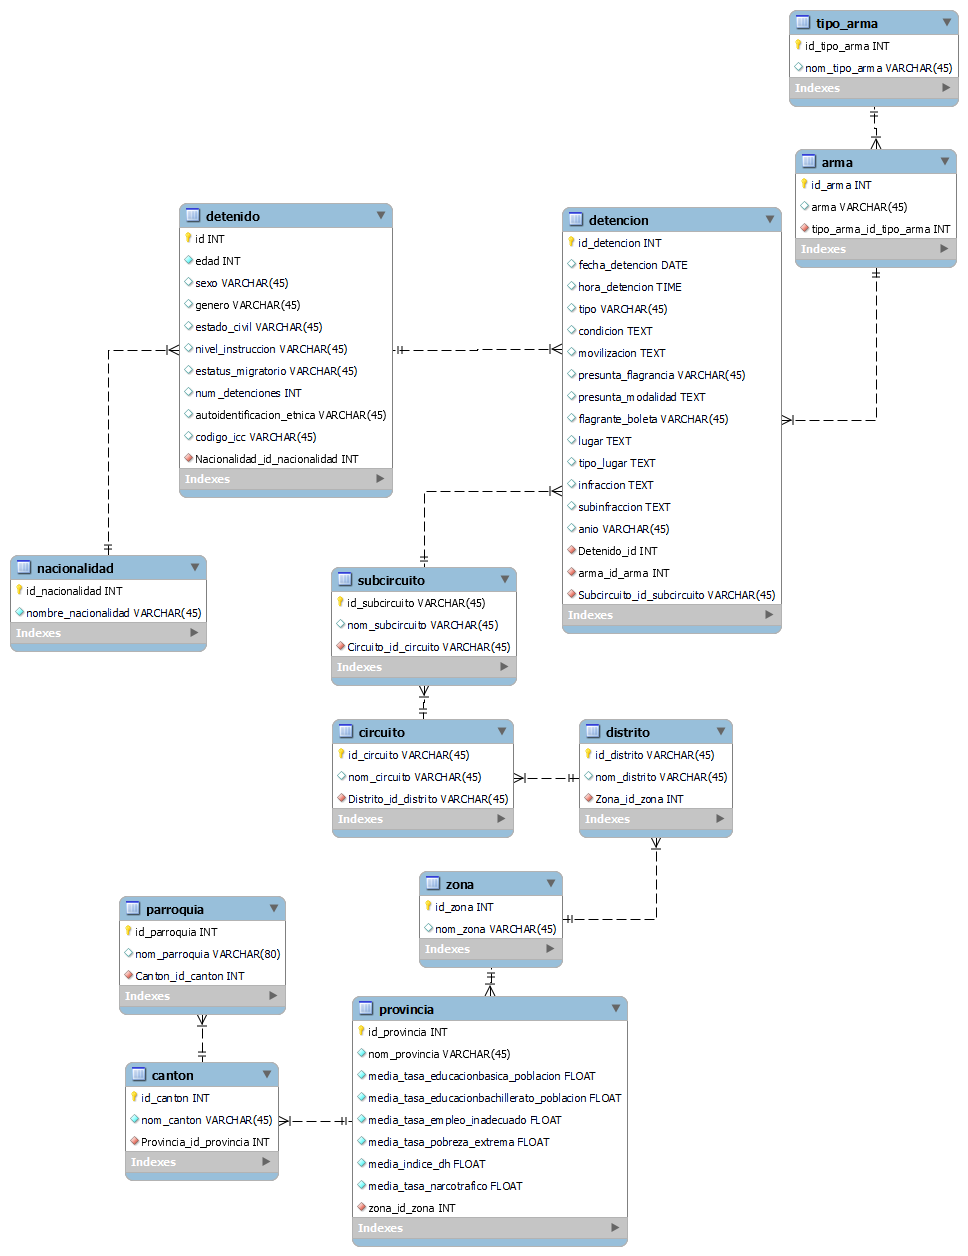 tipo_arma
id_tipo_arma INT
nom_tipo_arma VARCHAR(45)
Indexes
arma
id_arma INT
arma VARCHAR(45)
tipo_arma_id_tipo_arma INT
Indexes
detenido
id INT
edad INT
sexo VARCHAR(45)
genero VARCHAR(45)
estado_civil VARCHAR(45)
nivel_instruccion VARCHAR(45)
estatus_migratorio VARCHAR(45)
num_detenciones INT
autoidentificacion_etnica VARCHAR(45)
codigo_icc VARCHAR(45)
Nacionalidad_id_nacionalidad INT
Indexes
detencion
id_detencion INT
fecha_detencion DATE
hora_detencion TIME
tipo VARCHAR(45)
condicion TEXT
movilizacion TEXT
presunta_flagrancia VARCHAR(45)
presunta_modalidad TEXT
flagrante_boleta VARCHAR(45)
lugar TEXT
tipo_lugar TEXT
infraccion TEXT
subinfraccion TEXT
anio VARCHAR(45)
Detenido_id INT
arma_id_arma INT
Subcircuito_id_subcircuito VARCHAR(45)
Indexes
nacionalidad
id_nacionalidad INT
nombre_nacionalidad VARCHAR(45)
Indexes
subcircuito
id_subcircuito VARCHAR(45)
nom_subcircuito VARCHAR(45)
Circuito_id_circuito VARCHAR(45)
Indexes
circuito
id_circuito VARCHAR(45)
nom_circuito VARCHAR(45)
Distrito_id_distrito VARCHAR(45)
Indexes
distrito
id_distrito VARCHAR(45)
nom_distrito VARCHAR(45)
Zona_id_zona INT
Indexes
zona
id_zona INT
nom_zona VARCHAR(45)
Indexes
parroquia
id_parroquia INT
nom_parroquia VARCHAR(80)
Canton_id_canton INT
Indexes
provincia
id_provincia INT
nom_provincia VARCHAR(45)
media_tasa_educacionbasica_poblacion FLOAT
media_tasa_educacionbachillerato_poblacion FLOAT
media_tasa_empleo_inadecuado FLOAT
media_tasa_pobreza_extrema FLOAT
media_indice_dh FLOAT
media_tasa_narcotrafico FLOAT
zona_id_zona INT
Indexes
canton
id_canton INT
nom_canton VARCHAR(45)
Provincia_id_provincia INT
Indexes